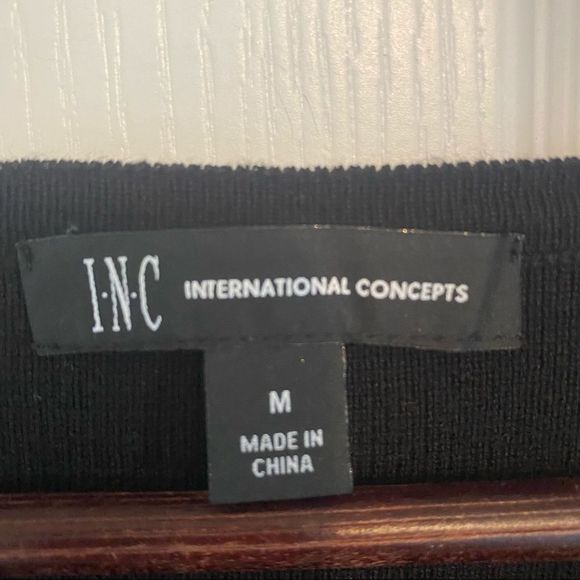 I·N·C INTERNATIONAL CONCEPTS
M
MADE IN
CHINA